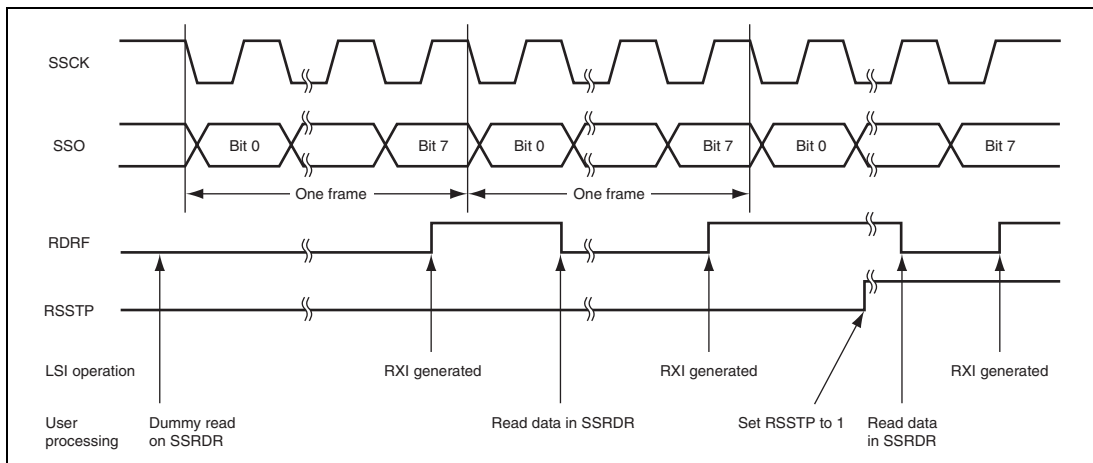 SSCK
SSO
Bit 0
Bit 7
Bit 0
Bit 7
Bit 0
Bit 7
One frame
One frame
RDRF
RSSTP
LSI operation
RXI generated
RXI generated
RXI generated
User
processing
Dummy read
on SSRDR
Read data in SSRDR
Set RSSTP to 1
Read data
in SSRDR